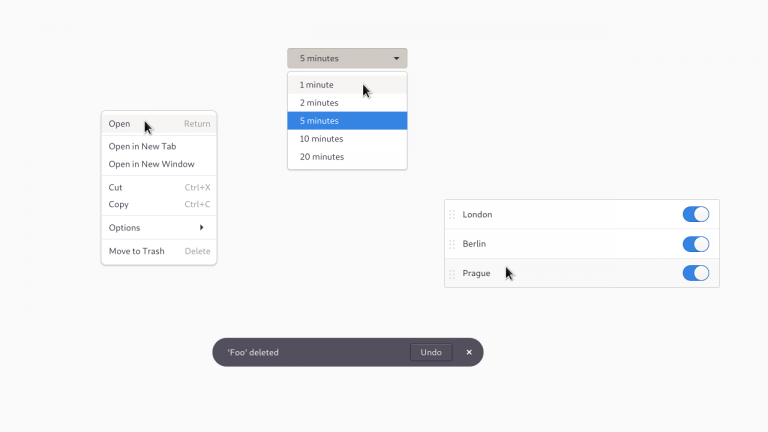 5 minutes
1 minute
2 minutes
5 minutes
10 minutes
20 minutes
Open Return
Open in New Tab
Open in New Window
Cut Ctrl+X
Copy Ctrl+C
Options
Move to Trash Delete
London
Berlin
Prague
'Foo' deleted Undo